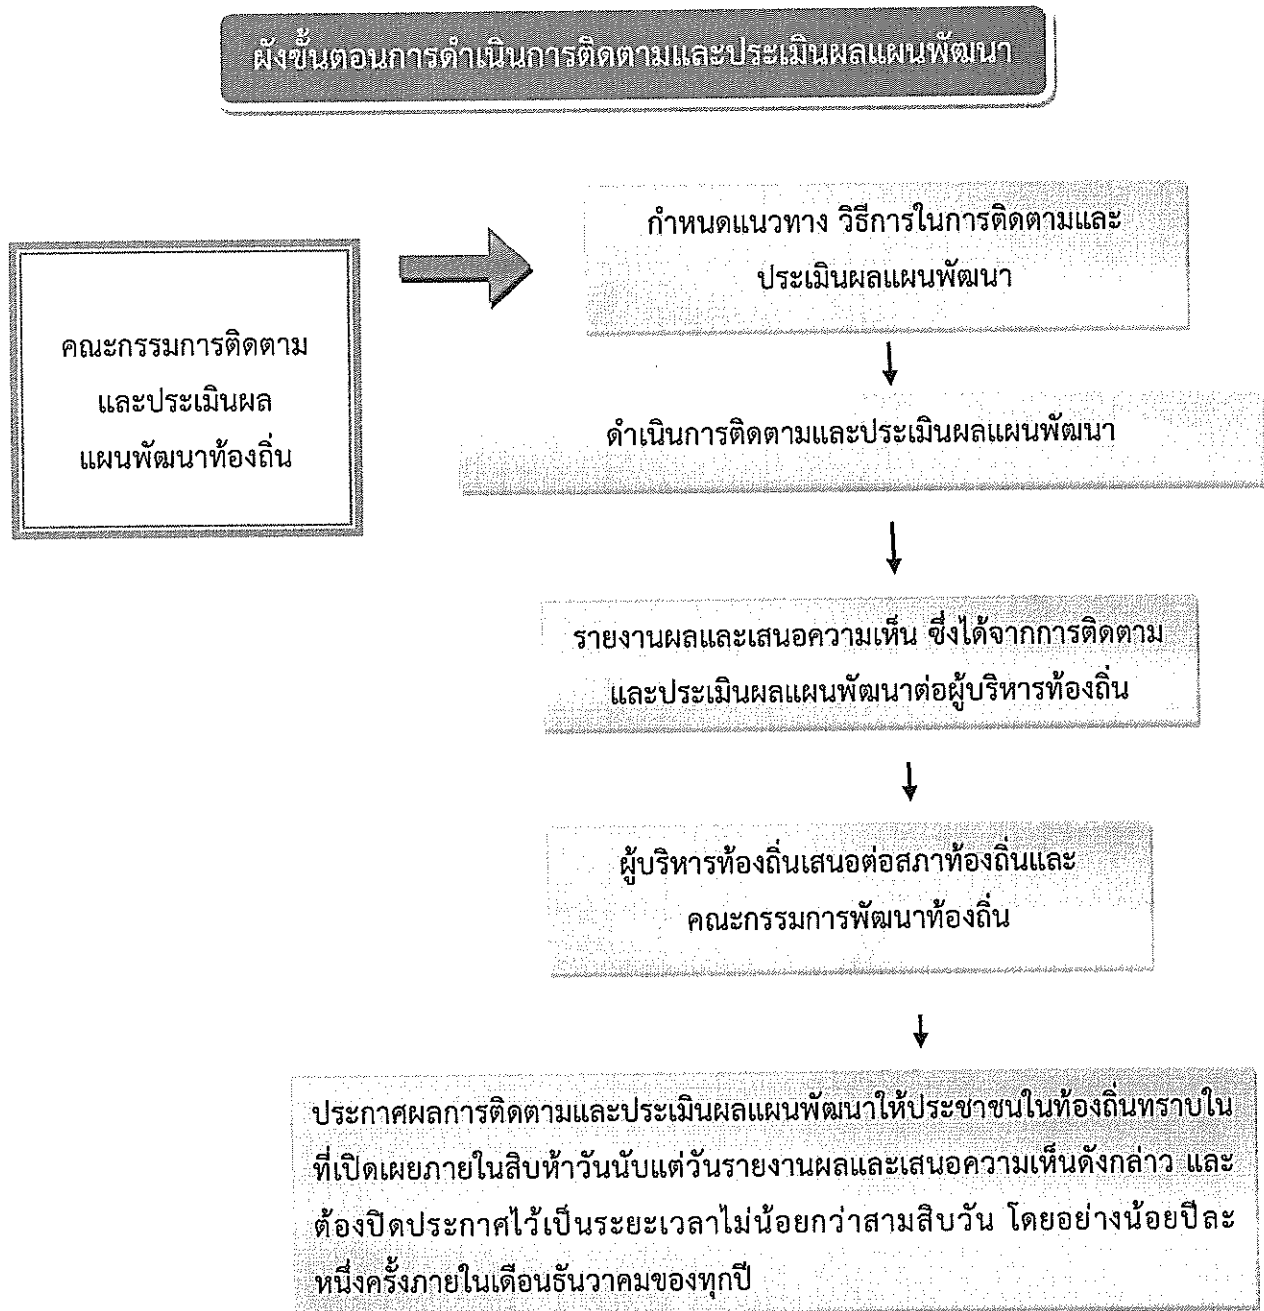 ผังขั้นตอนการดำเนินการติดตามและประเมินผลแผนพัฒนา
คณะกรรมการติดตาม
และประเมินผล
แผนพัฒนาท้องถิ่น
กำหนดแนวทาง วิธีการในการติดตามและ
ประเมินผลแผนพัฒนา
ดำเนินการติดตามและประเมินผลแผนพัฒนา
รายงานผลและเสนอความเห็น ซึ่งได้จากการติดตาม
และประเมินผลแผนพัฒนาต่อผู้บริหารท้องถิ่น
ผู้บริหารท้องถิ่นเสนอต่อสภาท้องถิ่นและ
คณะกรรมการพัฒนาท้องถิ่น
ประกาศผลการติดตามและประเมินผลแผนพัฒนาให้ประชาชนในท้องถิ่นทราบใน
ที่เปิดเผยภายในสิบห้าวันนับแต่วันรายงานผลและเสนอความเห็นดังกล่าว และ
ต้องปิดประกาศไว้เป็นระยะเวลาไม่น้อยกว่าสามสิบวัน โดยอย่างน้อยปีละ
หนึ่งครั้งภายในเดือนธันวาคมของทุกปี